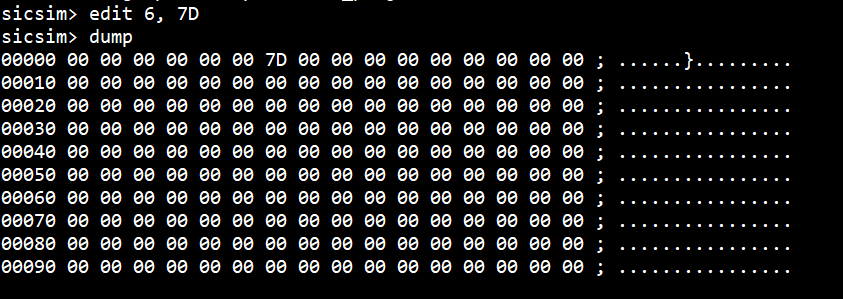 sicsim> edit 6, 7D
sicsim> dump
00000 00 00 00 00 00 00 7D 00 00 00 00 00 00 00 00 00 ; ......}.........
00010 00 00 00 00 00 00 00 00 00 00 00 00 00 00 00 00 ; ................
00020 00 00 00 00 00 00 00 00 00 00 00 00 00 00 00 00 ; ................
00030 00 00 00 00 00 00 00 00 00 00 00 00 00 00 00 00 ; ................
00040 00 00 00 00 00 00 00 00 00 00 00 00 00 00 00 00 ; ................
00050 00 00 00 00 00 00 00 00 00 00 00 00 00 00 00 00 ; ................
00060 00 00 00 00 00 00 00 00 00 00 00 00 00 00 00 00 ; ................
00070 00 00 00 00 00 00 00 00 00 00 00 00 00 00 00 00 ; ................
00080 00 00 00 00 00 00 00 00 00 00 00 00 00 00 00 00 ; ................
00090 00 00 00 00 00 00 00 00 00 00 00 00 00 00 00 00 ; ................